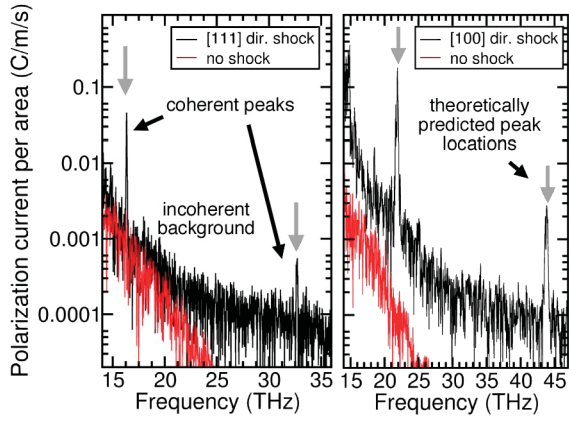 Polarization current per area (C/m/s)
0.1
0.01
0.001
0.0001
[111] dir. shock
no shock
coherent peaks
incoherent
background
15 20 25 30 35
Frequency (THz)
[100] dir. shock
no shock
theoretically
predicted peak
locations
15 20 25 30 35 40 45
Frequency (THz)